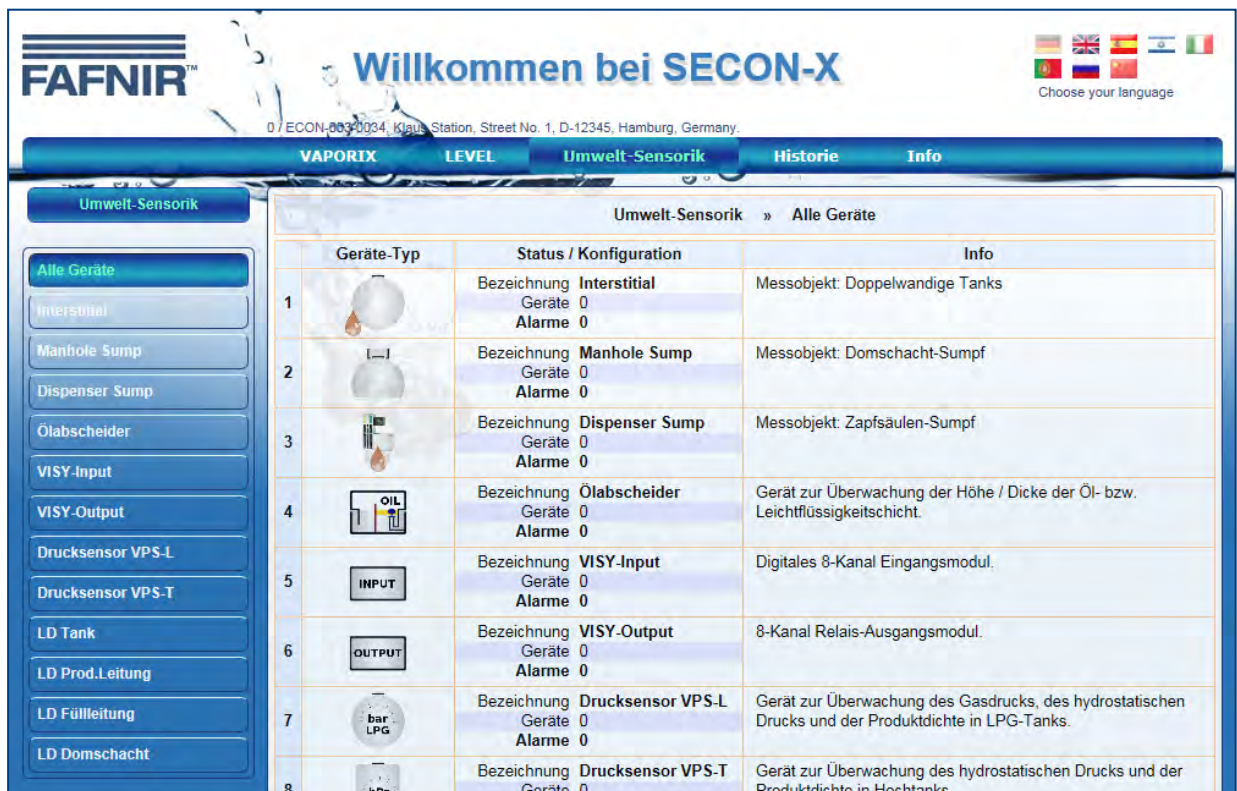 FAFNIR™
Willkommen bei SECON-X
Choose your language
0 / ECON-003-0034, Klaus Station, Street No. 1, D-12345, Hamburg, Germany.
VAPORIX LEVEL Umwelt-Sensorik Historie Info
Umwelt-Sensorik
Alle Geräte
Interstitial
Manhole Sump
Dispenser Sump
Ölabscheider
VISY-Input
VISY-Output
Drucksensor VPS-L
Drucksensor VPS-T
LD Tank
LD Prod.Leitung
LD Füllleitung
LD Domschacht
Umwelt-Sensorik » Alle Geräte
Geräte-Typ Status / Konfiguration Info
1 Bezeichnung Interstitial Messobjekt: Doppelwandige Tanks
Geräte 0
Alarme 0
2 Bezeichnung Manhole Sump Messobjekt: Domschacht-Sumpf
Geräte 0
Alarme 0
3 Bezeichnung Dispenser Sump Messobjekt: Zapfsäulen-Sumpf
Geräte 0
Alarme 0
4 OIL Bezeichnung Ölabscheider Gerät zur Überwachung der Höhe / Dicke der Öl- bzw.
Geräte 0 Leichtflüssigkeitschicht.
Alarme 0
5 INPUT Bezeichnung VISY-Input Digitales 8-Kanal Eingangsmodul.
Geräte 0
Alarme 0
6 OUTPUT Bezeichnung VISY-Output 8-Kanal Relais-Ausgangsmodul.
Geräte 0
Alarme 0
7 bar LPG Bezeichnung Drucksensor VPS-L Gerät zur Überwachung des Gasdrucks, des hydrostatischen
Geräte 0 Drucks und der Produktdichte in LPG-Tanks.
Alarme 0
8 Bezeichnung Drucksensor VPS-T Gerät zur Überwachung des hydrostatischen Drucks und der
Geräte 0 Produktdichte in Hochtanks.